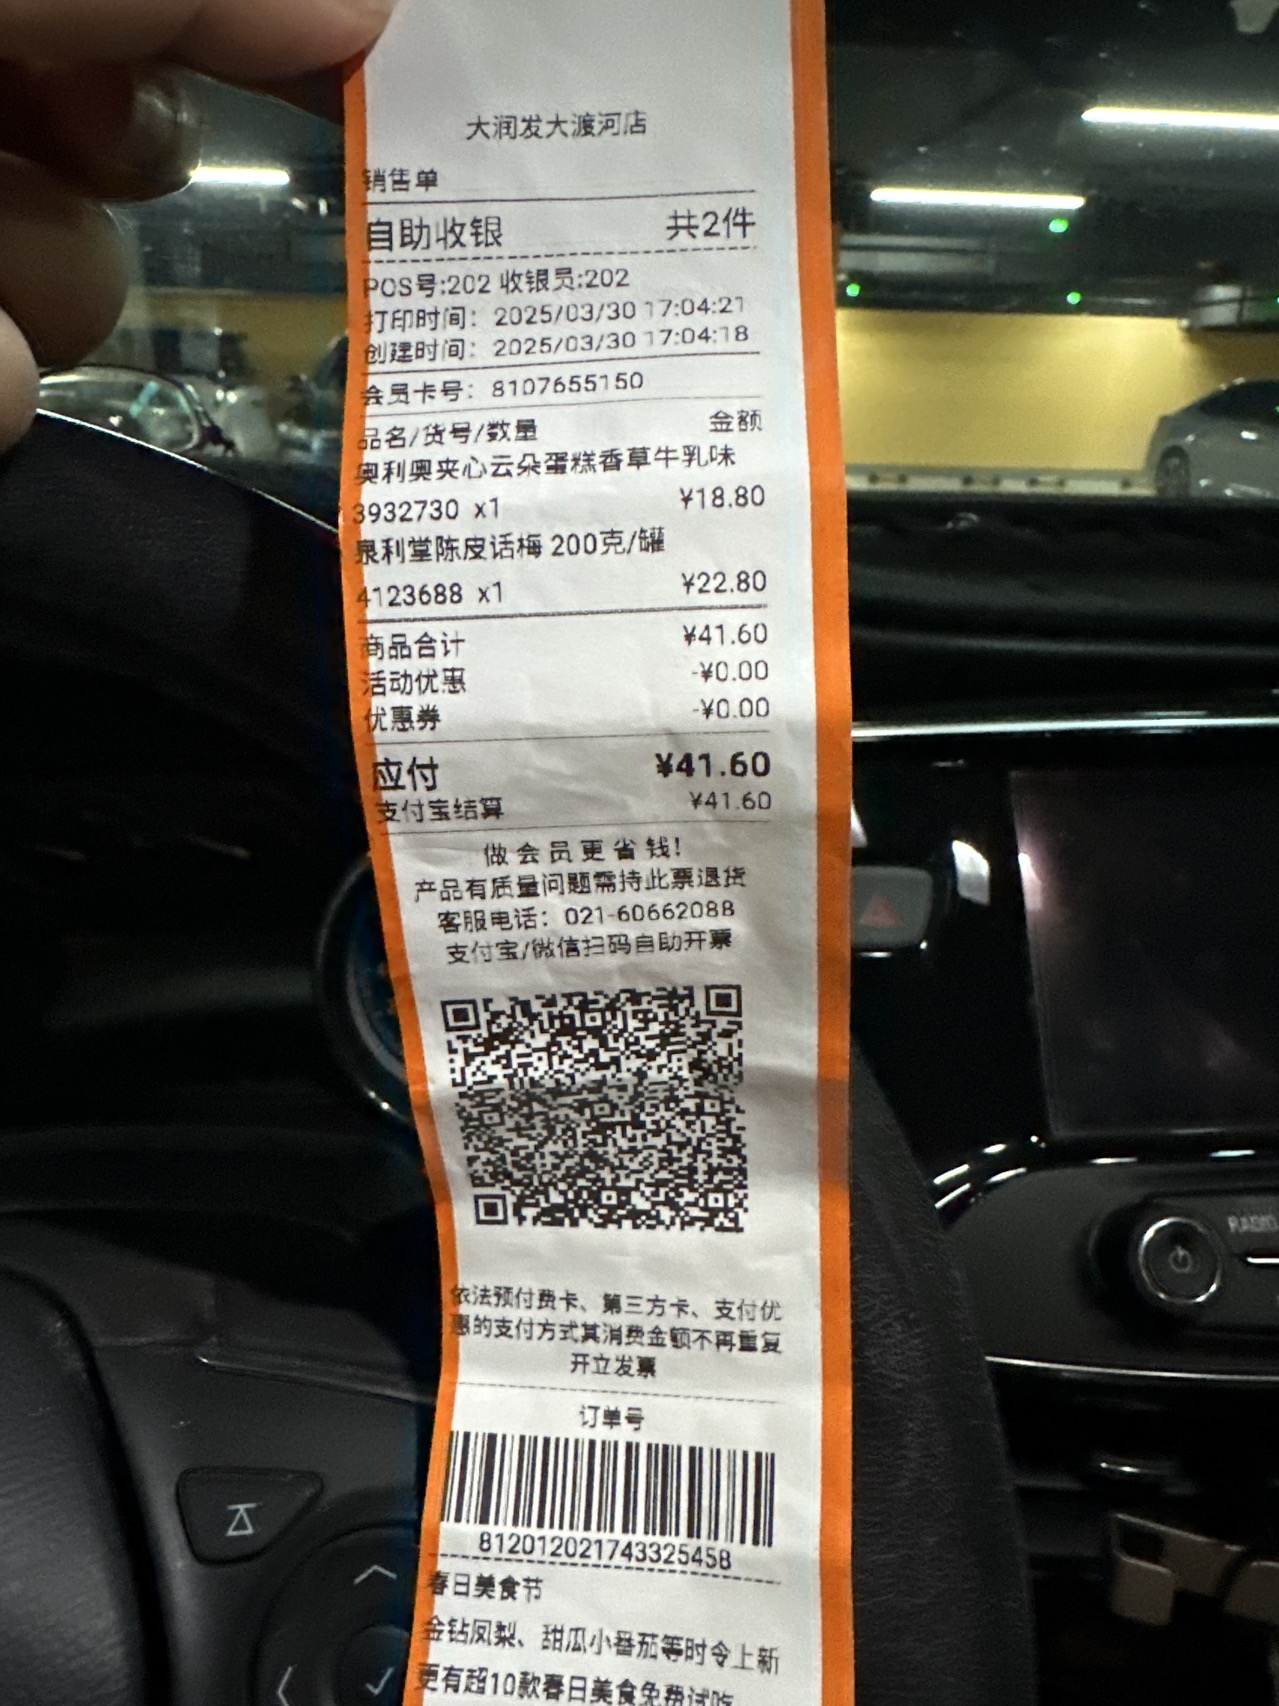 大润发大渡河店
销售单
自助收银 共2件
POS号:202 收银员:202
打印时间: 2025/03/30 17:04:21
创建时间: 2025/03/30 17:04:18
会员卡号: 8107655150
品名/货号/数量 金额
奥利奥夹心云朵蛋糕香草牛乳味
3932730 x1 ¥18.80
泉利堂陈皮话梅 200克/罐
4123688 x1 ¥22.80
商品合计 ¥41.60
活动优惠 -¥0.00
优惠券 -¥0.00
应付 ¥41.60
支付宝结算 ¥41.60
做会员更省钱!
产品有质量问题需持此票退货
客服电话: 021-60662088
支付宝/微信扫码自助开票
依法预付费卡、第三方卡、支付优
惠的支付方式其消费金额不再重复
开立发票
订单号
812012021743325458
春日美食节
金钻凤梨、甜瓜小番茄等时令上新
更有超10款春日美食免费试吃
RADIO